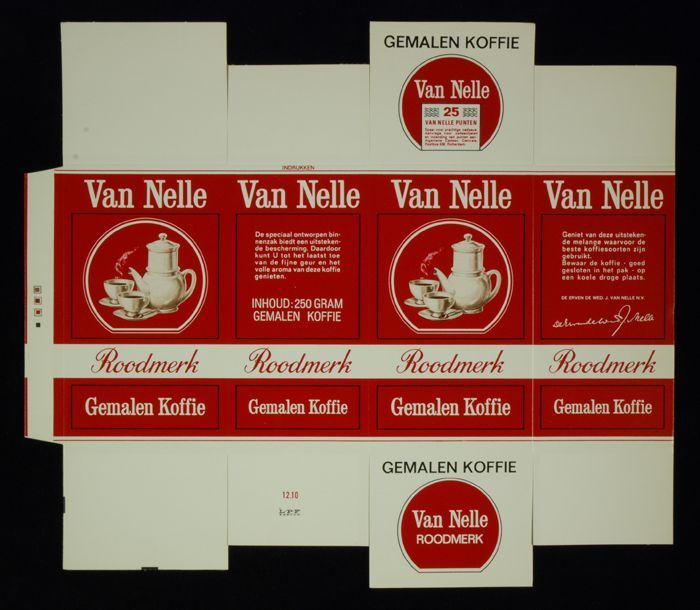 GEMALEN KOFFIE
Van Nelle
25
VAN NELLE PUNTEN
INDRUKKEN
Van Nelle
Roodmerk
Gemalen Koffie
Van Nelle
De speciaal ontworpen bin-
nenzak biedt een uitsteken-
de bescherming. Daardoor
kunt U tot het laatst toe
van de fijne geur en het
volle aroma van deze koffie
genieten.
INHOUD: 250 GRAM
GEMALEN KOFFIE
Roodmerk
Gemalen Koffie
Van Nelle
Roodmerk
Gemalen Koffie
Van Nelle
Geniet van deze uitsteken-
de melange waarvoor de
beste koffiesoorten zijn
gebruikt.
Bewaar de koffie - goed
gesloten in het pak - op
een koele droge plaats.
DE ERVEN DE WED. J. VAN NELLE N.V.
Roodmerk
Gemalen Koffie
12.10
GEMALEN KOFFIE
Van Nelle
ROODMERK